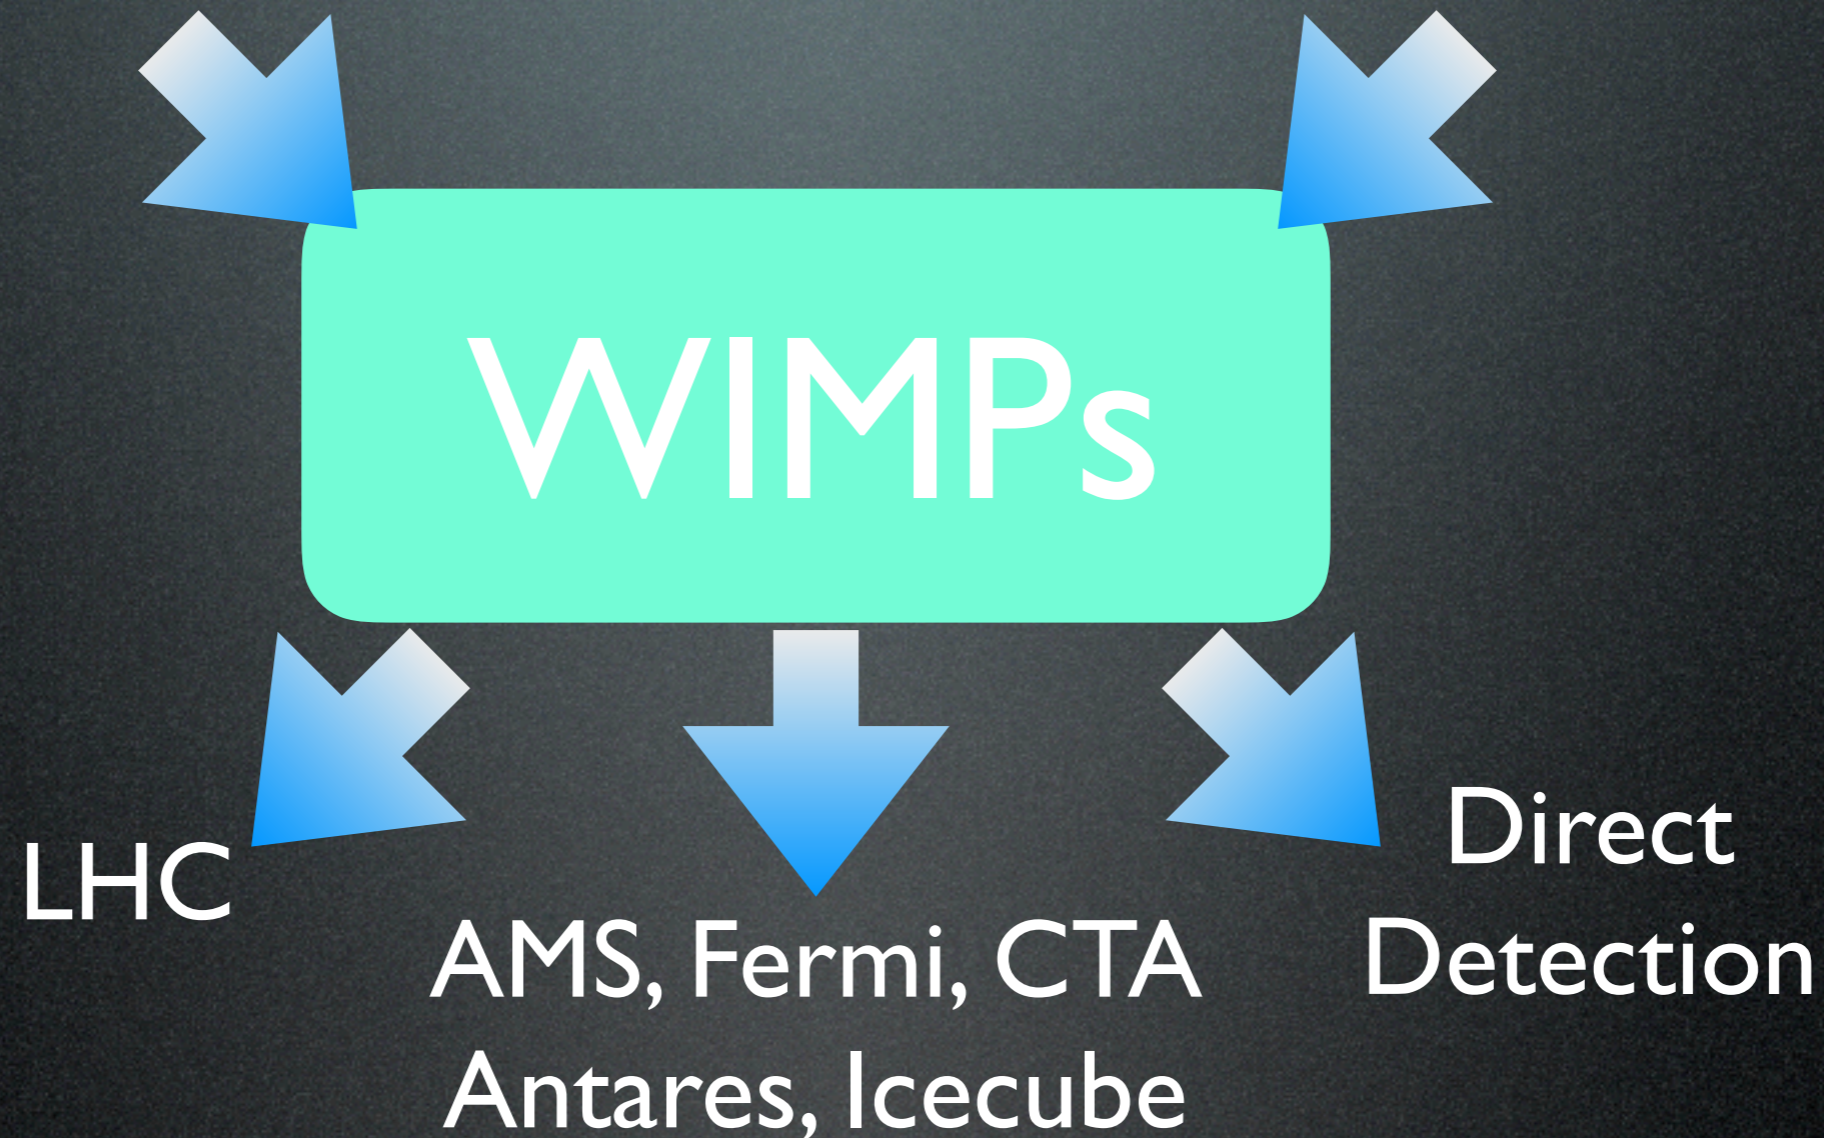 WIMPs
LHC
AMS, Fermi, CTA
Antares, Icecube
Direct
Detection